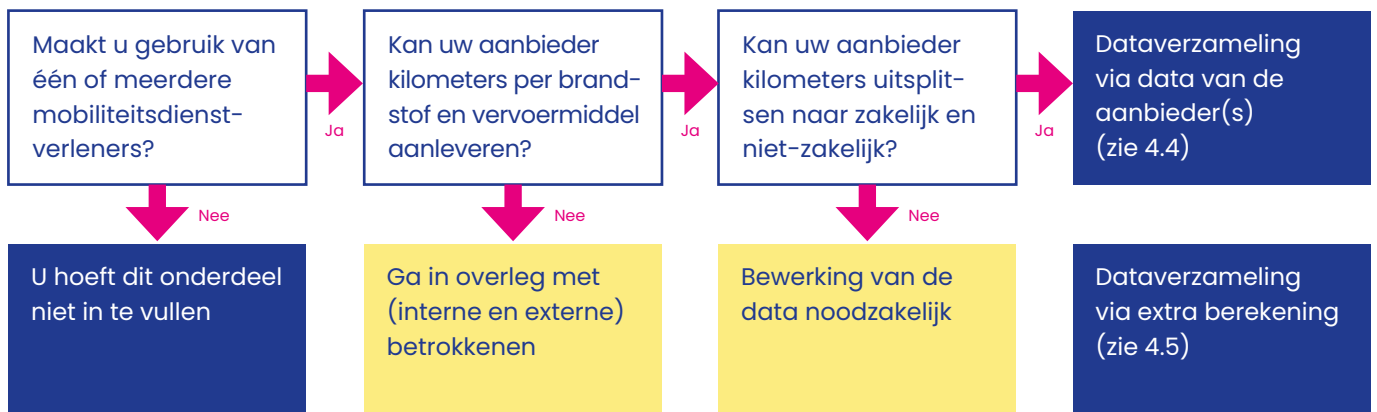 Maakt u gebruik van
één of meerdere
mobiliteitsdienst-
verleners?
Ja
Kan uw aanbieder
kilometers per brand-
stof en vervoermiddel
aanleveren?
Ja
Kan uw aanbieder
kilometers uitsplit-
sen naar zakelijk en
niet-zakelijk?
Ja
Dataverzameling
via data van de
aanbieder(s)
(zie 4.4)
Nee
Nee
Nee
U hoeft dit onderdeel
niet in te vullen
Ga in overleg met
(interne en externe)
betrokkenen
Bewerking van de
data noodzakelijk
Dataverzameling
via extra berekening
(zie 4.5)